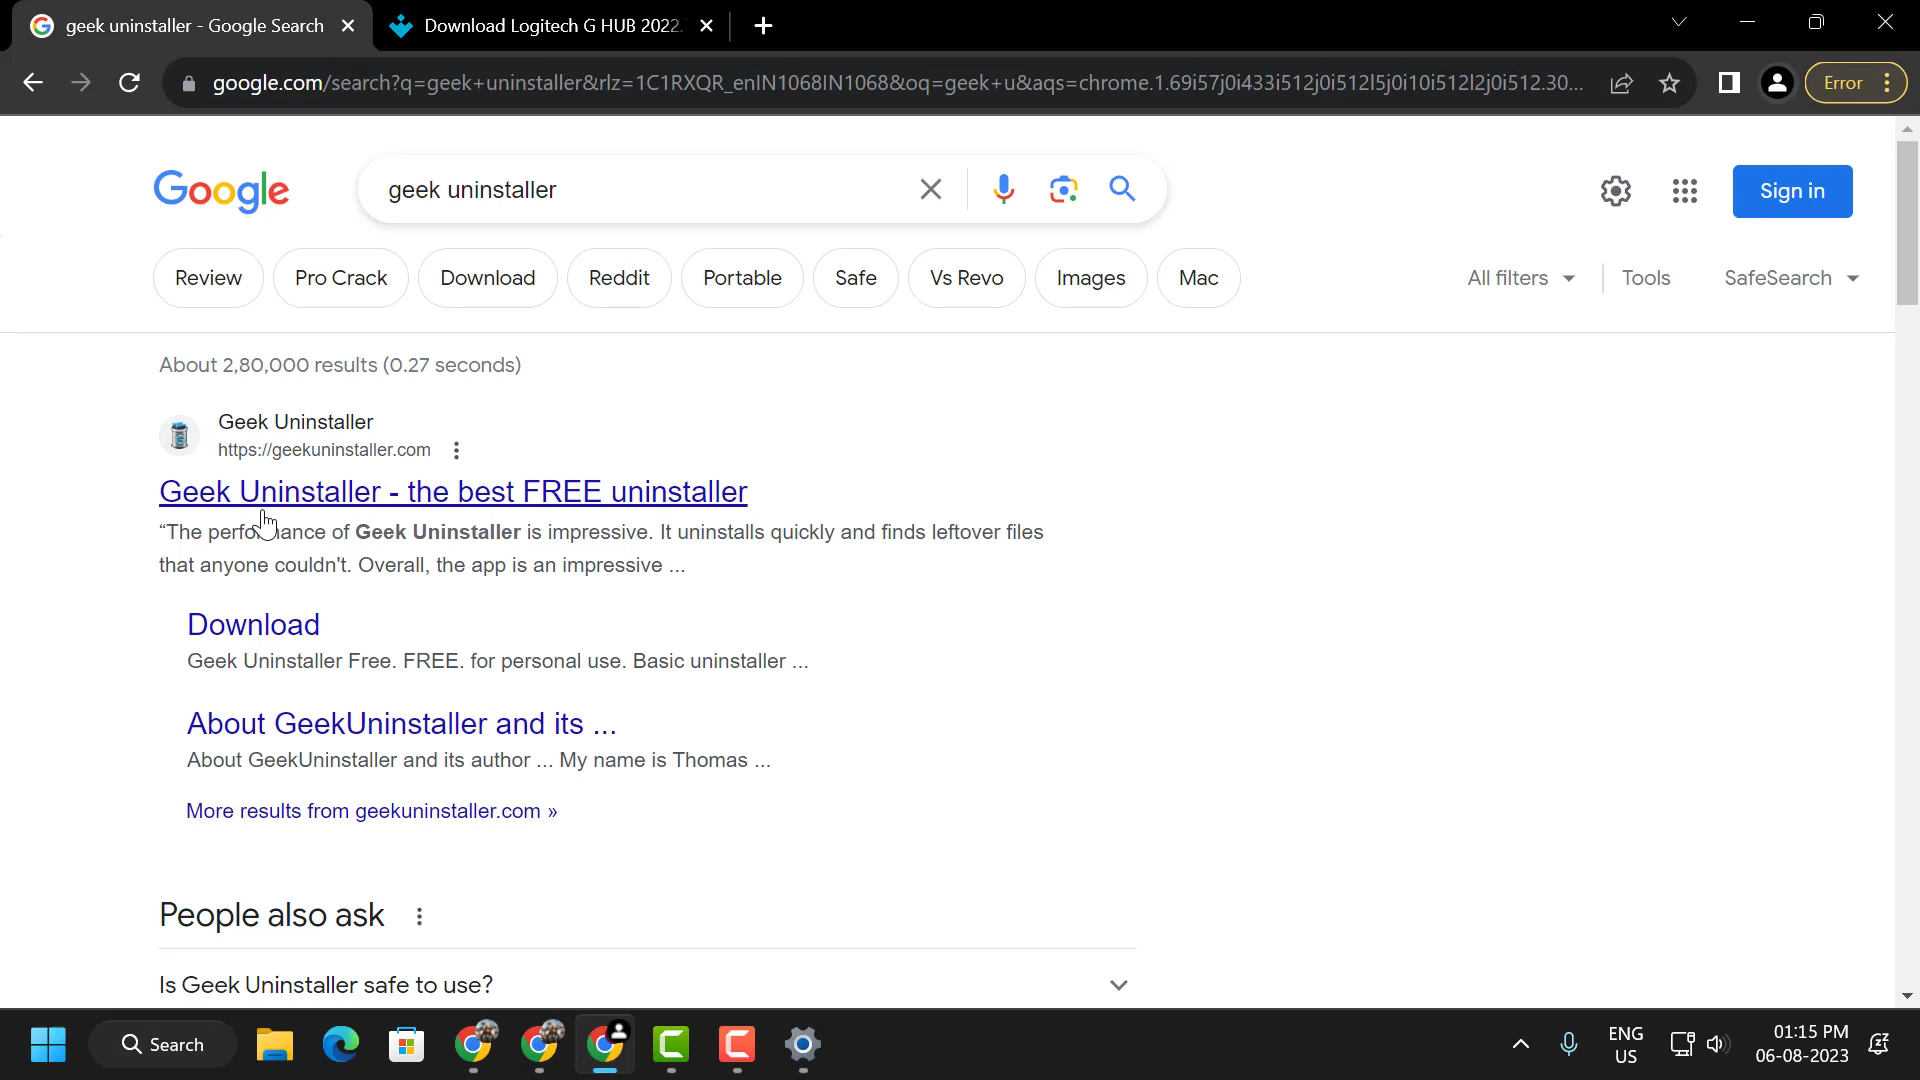 geek uninstaller - Google Search
Download Logitech G HUB 2022.
google.com/search?q=geek+uninstaller&rlz=1C1RXQR_enIN1068IN1068&oq=geek+u&aqs=chrome.1.69i57j0i433i512j0i512l5j0i10i512l2j0i512.30...
Error
Google
geek uninstaller
Sign in
Review
Pro Crack
Download
Reddit
Portable
Safe
Vs Revo
Images
Mac
All filters
Tools
SafeSearch
About 2,80,000 results (0.27 seconds)
Geek Uninstaller
https://geekuninstaller.com
Geek Uninstaller - the best FREE uninstaller
“The performance of Geek Uninstaller is impressive. It uninstalls quickly and finds leftover files
that anyone couldn't. Overall, the app is an impressive ...
Download
Geek Uninstaller Free. FREE. for personal use. Basic uninstaller ...
About GeekUninstaller and its ...
About GeekUninstaller and its author ... My name is Thomas ...
More results from geekuninstaller.com »
People also ask
Is Geek Uninstaller safe to use?
Search
ENG
US
01:15 PM
06-08-2023